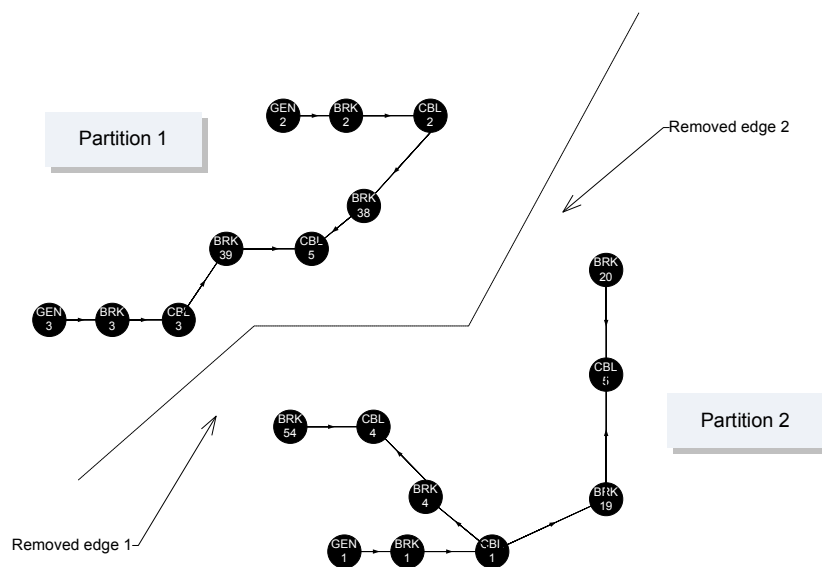 Partition 1
GEN
2
BRK
2
CBL
2
Removed edge 2
BRK
38
BRK
39
CBL
5
GEN
3
BRK
3
CBL
3
BRK
20
CBL
5
Partition 2
BRK
54
CBL
4
BRK
4
BRK
19
Removed edge 1
GEN
1
BRK
1
CBL
1